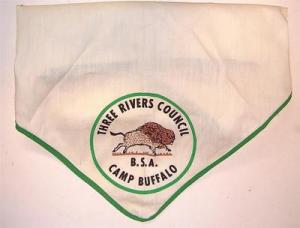 THREE RIVERS COUNCIL
B.S.A.
CAMP BUFFALO